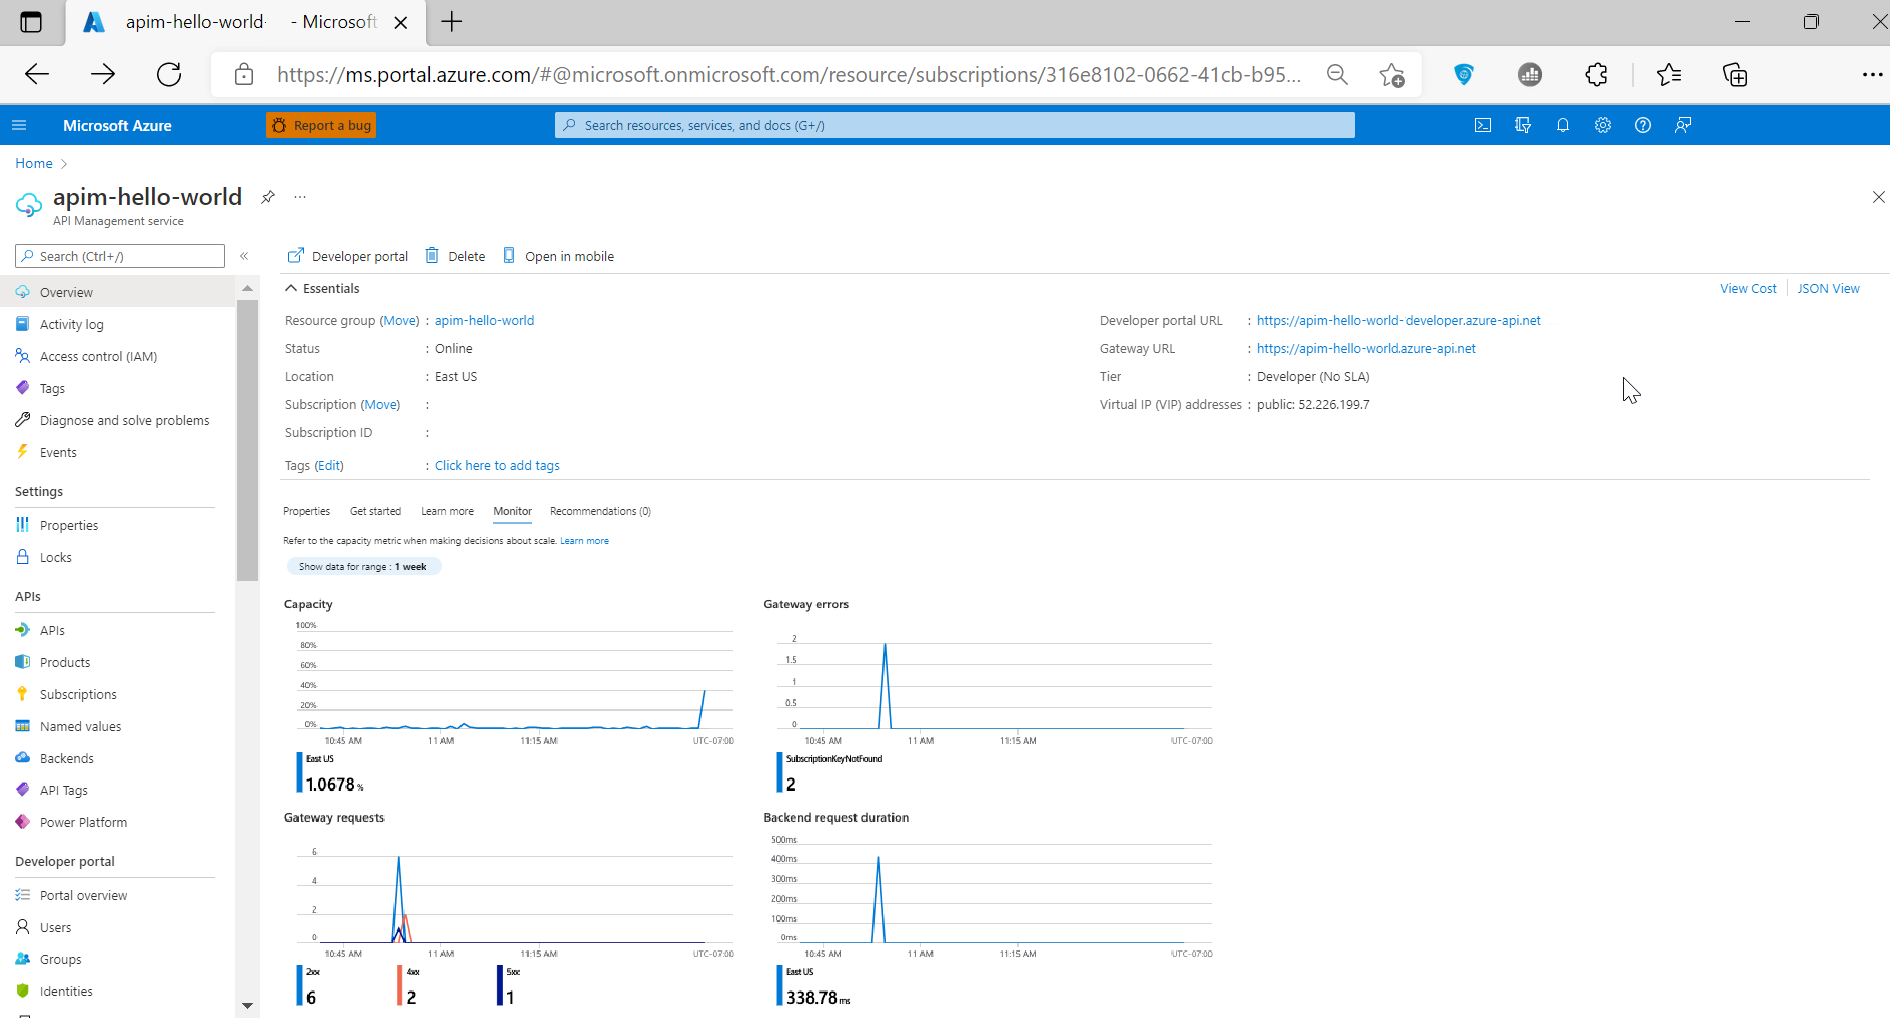 apim-hello-world - Microsoft
https://ms.portal.azure.com/#@microsoft.onmicrosoft.com/resource/subscriptions/316e8102-0662-41cb-b95...
Microsoft Azure
Report a bug
Search resources, services, and docs (G+/)
Home
apim-hello-world
API Management service
Search (Ctrl+/)
Overview
Activity log
Access control (IAM)
Tags
Diagnose and solve problems
Events
Settings
Properties
Locks
APIs
APIs
Products
Subscriptions
Named values
Backends
API Tags
Power Platform
Developer portal
Portal overview
Users
Groups
Identities
Developer portal Delete Open in mobile
Essentials
View Cost JSON View
Resource group (Move) : apim-hello-world
Status : Online
Location : East US
Subscription (Move) :
Subscription ID :
Tags (Edit) : Click here to add tags
Developer portal URL : https://apim-hello-world-developer.azure-api.net
Gateway URL : https://apim-hello-world.azure-api.net
Tier : Developer (No SLA)
Virtual IP (VIP) addresses : public: 52.226.199.7
Properties Get started Learn more Monitor Recommendations (0)
Refer to the capacity metric when making decisions about scale. Learn more
Show data for range : 1 week
Capacity
100%
80%
60%
40%
20%
0%
10:45 AM 11 AM 11:15 AM UTC-07:00
East US
1.0678 %
Gateway errors
2
1.5
1
0.5
0
10:45 AM 11 AM 11:15 AM UTC-07:00
SubscriptionKeyNotFound
2
Gateway requests
6
4
2
0
10:45 AM 11 AM 11:15 AM UTC-07:00
2xx 4xx 5xx
6 2 1
Backend request duration
500ms
400ms
300ms
200ms
100ms
0ms
10:45 AM 11 AM 11:15 AM UTC-07:00
East US
338.78 ms